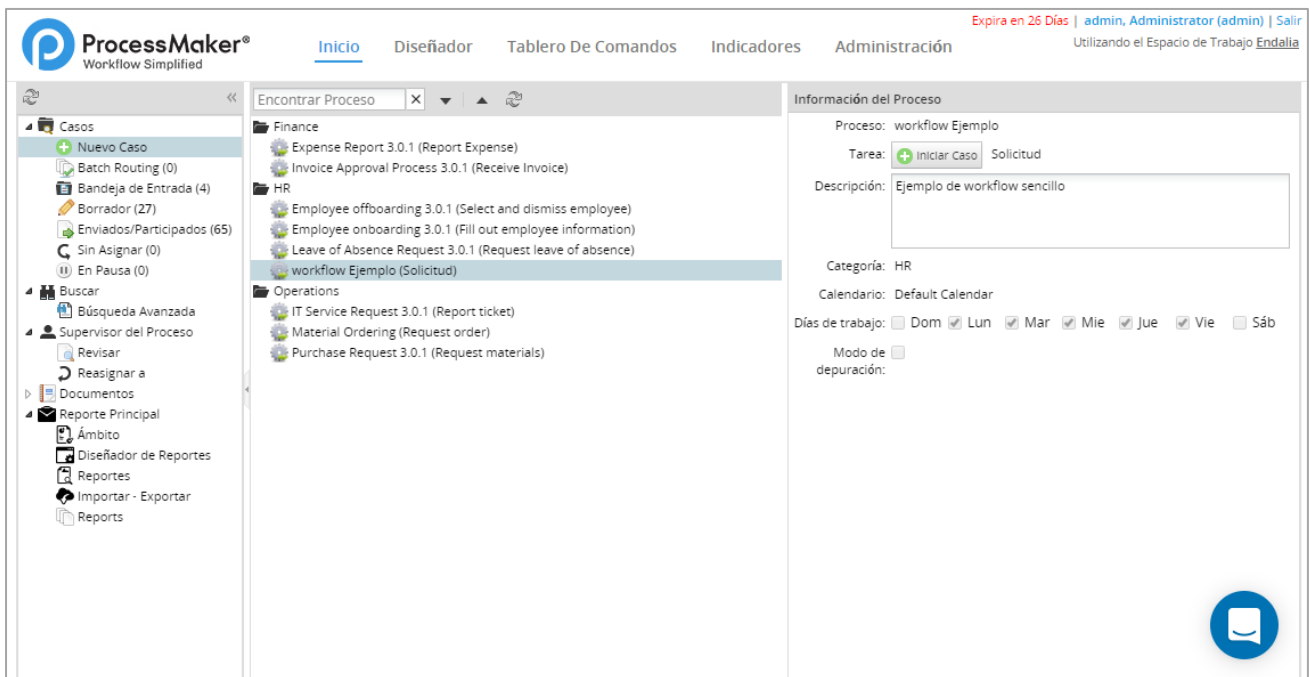 Expira en 26 Días | admin, Administrator (admin) | Salir
Utilizando el Espacio de Trabajo Endalia
ProcessMaker®
Workflow Simplified
Inicio
Diseñador
Tablero De Comandos
Indicadores
Administración
Casos
Nuevo Caso
Batch Routing (0)
Bandeja de Entrada (4)
Borrador (27)
Enviados/Participados (65)
Sin Asignar (0)
En Pausa (0)
Buscar
Búsqueda Avanzada
Supervisor del Proceso
Revisar
Reasignar a
Documentos
Reporte Principal
Ámbito
Diseñador de Reportes
Reportes
Importar - Exportar
Reports
Encontrar Proceso
Finance
Expense Report 3.0.1 (Report Expense)
Invoice Approval Process 3.0.1 (Receive Invoice)
HR
Employee offboarding 3.0.1 (Select and dismiss employee)
Employee onboarding 3.0.1 (Fill out employee information)
Leave of Absence Request 3.0.1 (Request leave of absence)
workflow Ejemplo (Solicitud)
Operations
IT Service Request 3.0.1 (Report ticket)
Material Ordering (Request order)
Purchase Request 3.0.1 (Request materials)
Información del Proceso
Proceso: workflow Ejemplo
Tarea: Iniciar Caso Solicitud
Descripción: Ejemplo de workflow sencillo
Categoría: HR
Calendario: Default Calendar
Días de trabajo: Dom Lun Mar Mie Jue Vie Sáb
Modo de
depuración: